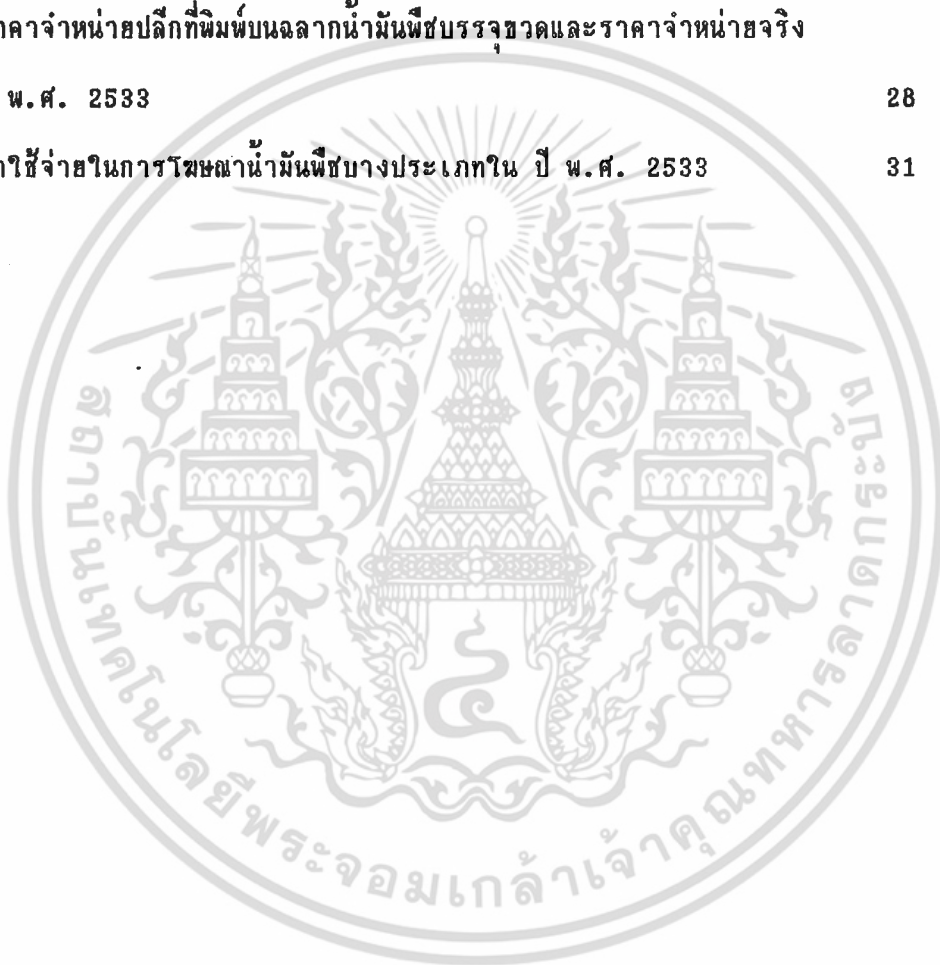 าคาจำหน่ายปลีกที่พิมพ์บนฉลากน้ำมันพืชบรรจุขวดและราคาจำหน่ายจริง
พ.ศ. 2533 28
าใช้จ่ายในการโฆษณาน้ำมันพืชบางประเภทใน ปี พ.ศ. 2533 31
สถาบันเทคโนโลยีพระจอมเกล้าเจ้าคุณทหารลาดกระบัง
๔